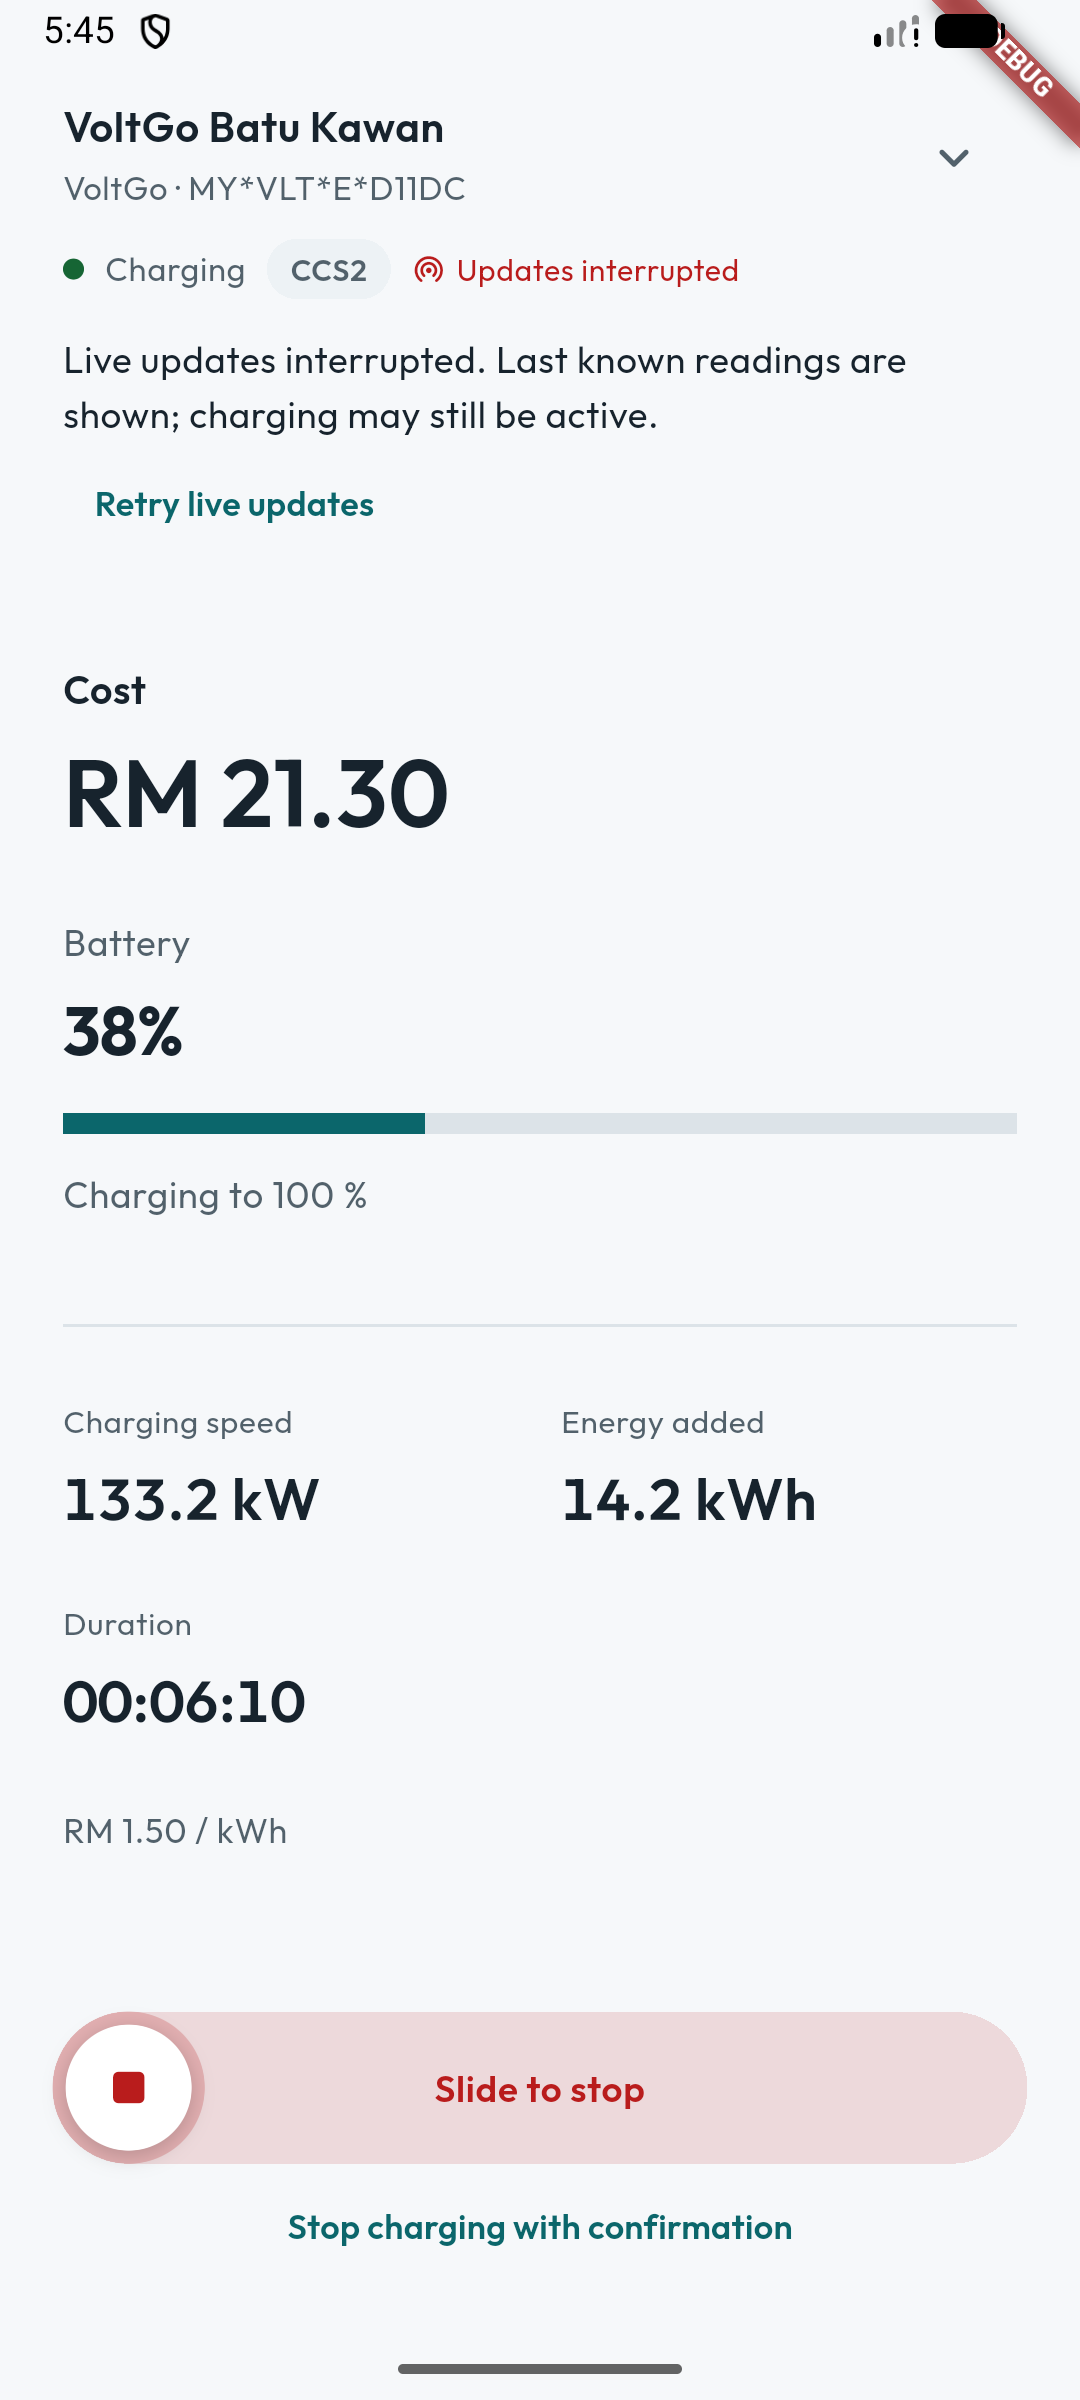 5:45
EBUG
VoltGo Batu Kawan
VoltGo · MY*VLT*E*D11DC
Charging CCS2 Updates interrupted
Live updates interrupted. Last known readings are
shown; charging may still be active.
Retry live updates
Cost
RM 21.30
Battery
38%
Charging to 100 %
Charging speed Energy added
133.2 kW 14.2 kWh
Duration
00:06:10
RM 1.50 / kWh
Slide to stop
Stop charging with confirmation